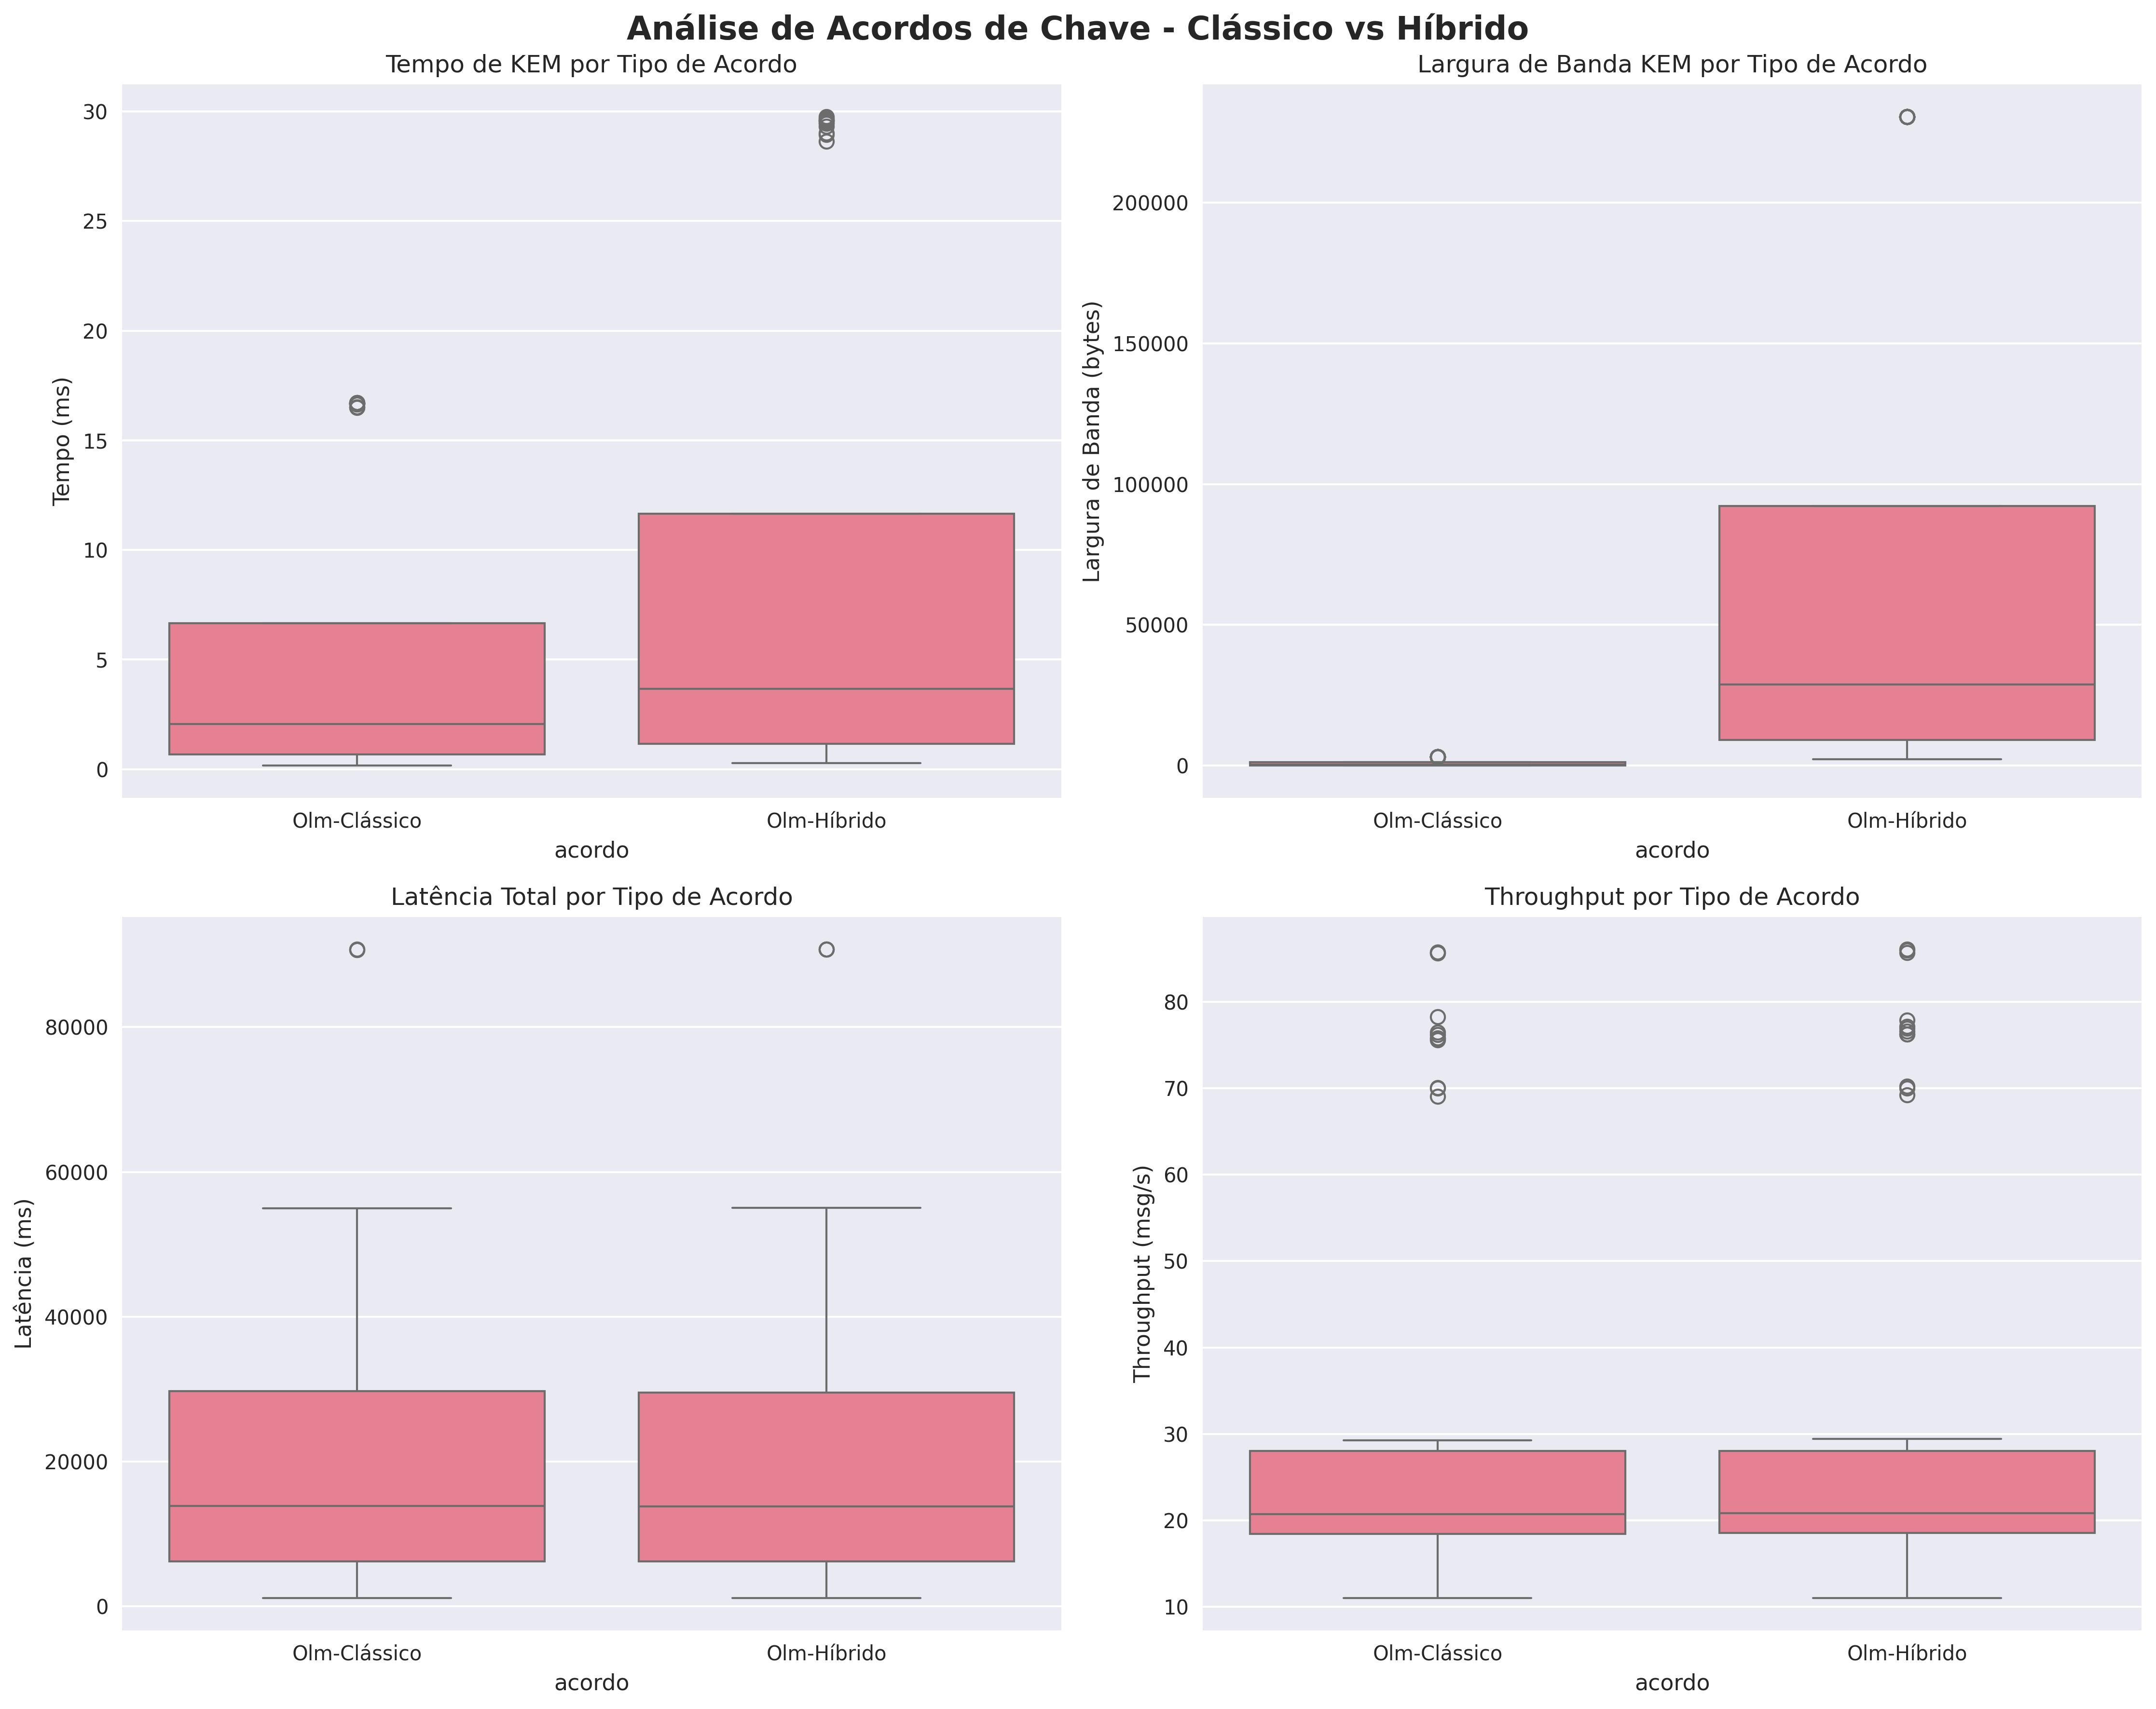 Análise de Acordos de Chave - Clássico vs Híbrido
Tempo de KEM por Tipo de Acordo
30
25
20
15
10
5
0
Tempo (ms)
Olm-Clássico
Olm-Híbrido
acordo
Largura de Banda KEM por Tipo de Acordo
200000
150000
100000
50000
0
Largura de Banda (bytes)
Olm-Clássico
Olm-Híbrido
acordo
Latência Total por Tipo de Acordo
80000
60000
40000
20000
0
Latência (ms)
Olm-Clássico
Olm-Híbrido
acordo
Throughput por Tipo de Acordo
80
70
60
50
40
30
20
10
Throughput (msg/s)
Olm-Clássico
Olm-Híbrido
acordo